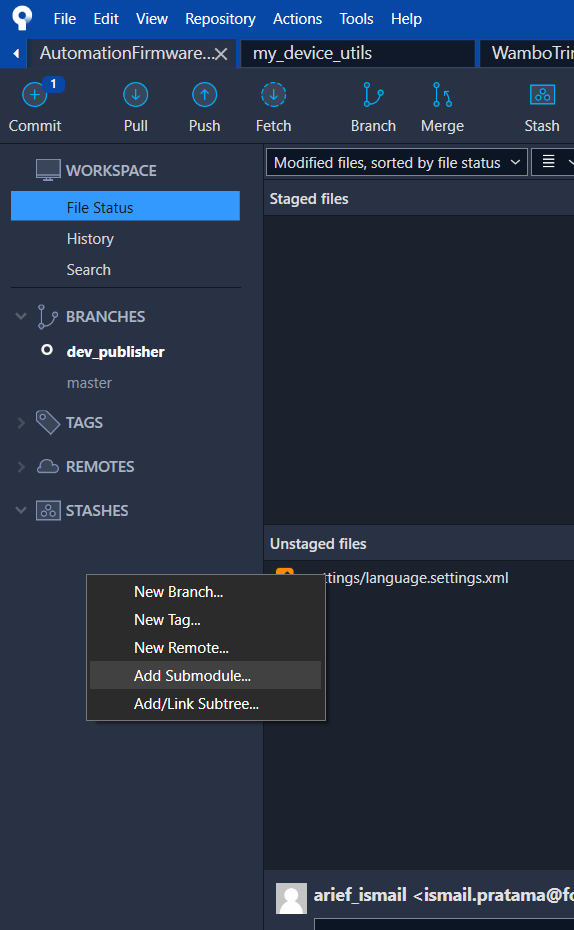 File Edit View Repository Actions Tools Help
AutomationFirmware... my_device_utils WamboTri
1
Commit Pull Push Fetch Branch Merge Stash
WORKSPACE
Modified files, sorted by file status
File Status
Staged files
History
Search
BRANCHES
dev_publisher
master
TAGS
REMOTES
STASHES
Unstaged files
ttings/language.settings.xml
New Branch...
New Tag...
New Remote...
Add Submodule...
Add/Link Subtree...
arief_ismail <ismail.pratama@fo